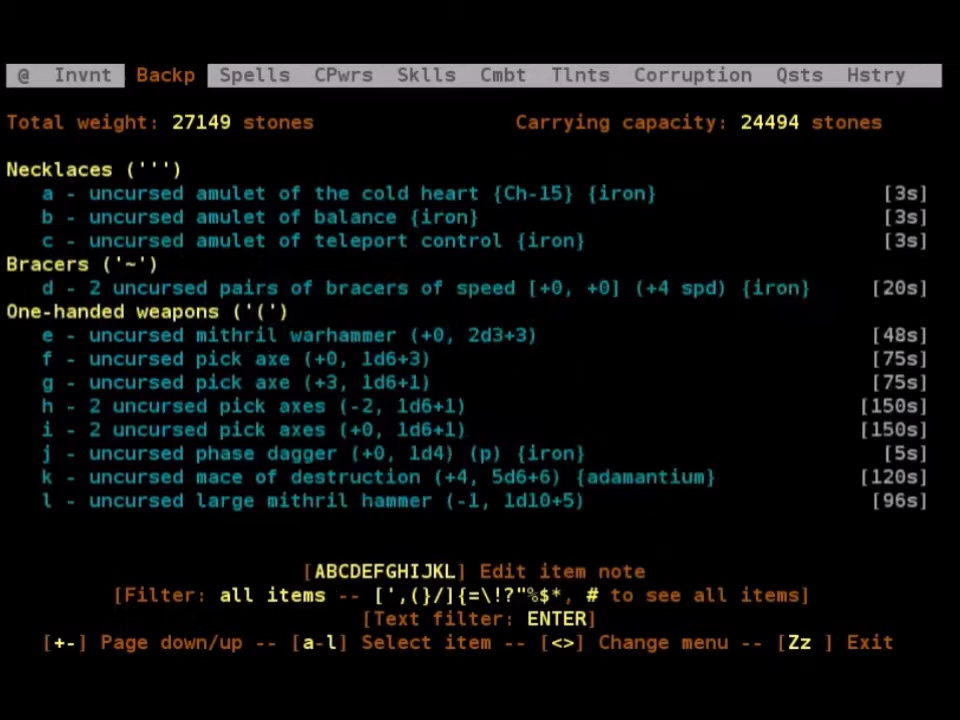 @ Invnt Backp Spells CPwrs Sklls Cmbt Tlnts Corruption Qsts Hstry
Total weight: 27149 stones Carrying capacity: 24494 stones
Necklaces (''')
a - uncursed amulet of the cold heart {Ch-15} {iron} [3s]
b - uncursed amulet of balance {iron} [3s]
c - uncursed amulet of teleport control {iron} [3s]
Bracers ('~')
d - 2 uncursed pairs of bracers of speed [+0, +0] (+4 spd) {iron} [20s]
One-handed weapons ('(')
e - uncursed mithril warhammer (+0, 2d3+3) [48s]
f - uncursed pick axe (+0, 1d6+3) [75s]
g - uncursed pick axe (+3, 1d6+1) [75s]
h - 2 uncursed pick axes (-2, 1d6+1) [150s]
i - 2 uncursed pick axes (+0, 1d6+1) [150s]
j - uncursed phase dagger (+0, 1d4) (p) {iron} [5s]
k - uncursed mace of destruction (+4, 5d6+6) {adamantium} [120s]
l - uncursed large mithril hammer (-1, 1d10+5) [96s]
[ABCDEFGHIJKL] Edit item note
[Filter: all items -- [',(}/]{=\!?"%$*, # to see all items]
[Text filter: ENTER]
[+-] Page down/up -- [a-l] Select item -- [<>] Change menu -- [Zz ] Exit